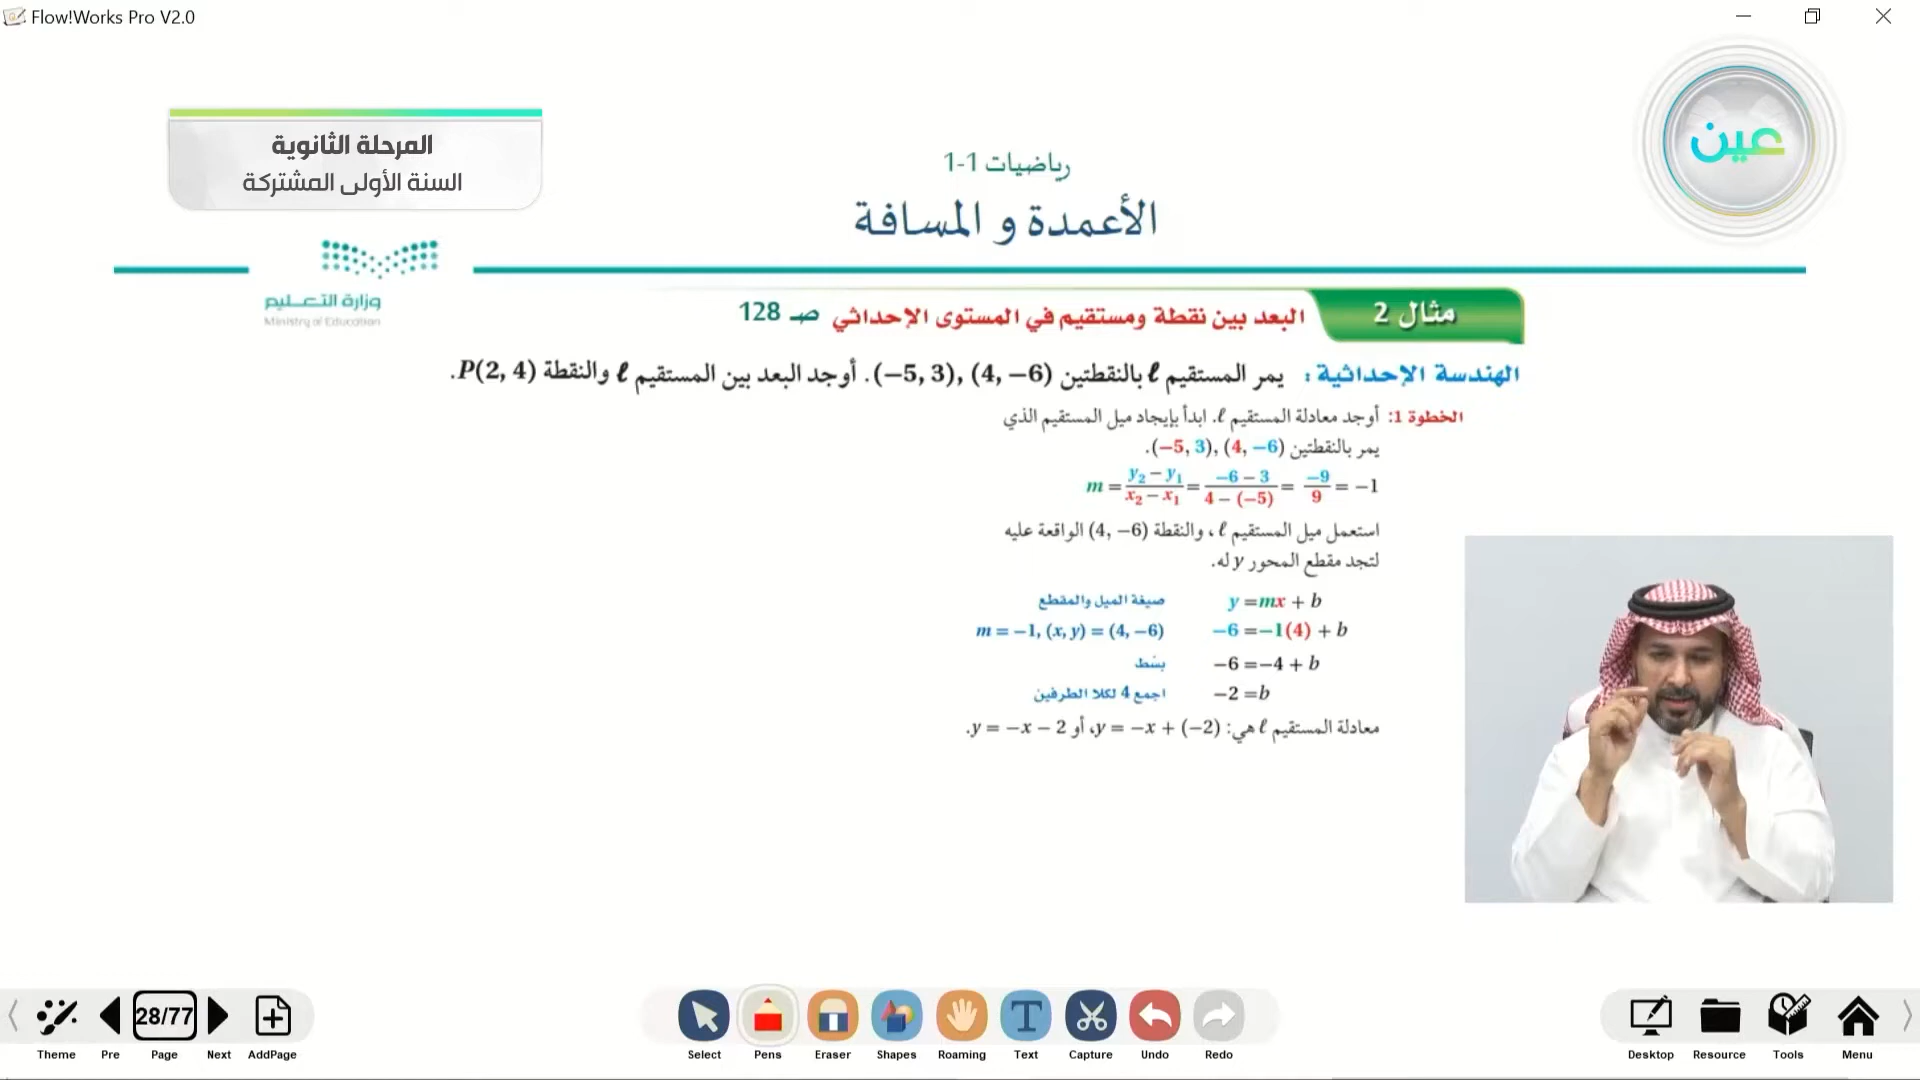 Flow!Works Pro V2.0
المرحلة الثانوية
السنة الأولى المشتركة
عين
رياضيات 1-1
الأعمدة و المسافة
وزارة التعليم
Ministry of Education
مثال 2 البعد بين نقطة ومستقيم في المستوى الإحداثي صـ 128
الهندسة الإحداثية : يمر المستقيم ℓ بالنقطتين (4, −6) ,(−5, 3). أوجد البعد بين المستقيم ℓ والنقطة P(2, 4).
الخطوة 1: أوجد معادلة المستقيم ℓ. ابدأ بإيجاد ميل المستقيم الذي
يمر بالنقطتين (4, −6) ,(−5, 3).
m = (y₂ − y₁)/(x₂ − x₁) = (−6 − 3)/(4 − (−5)) = −9/9 = −1
استعمل ميل المستقيم ℓ، والنقطة (4, −6) الواقعة عليه
لتجد مقطع المحور y له.
صيغة الميل والمقطع y = mx + b
m = −1, (x, y) = (4, −6) −6 = −1(4) + b
بسّط −6 = −4 + b
اجمع 4 لكلا الطرفين −2 = b
معادلة المستقيم ℓ هي: y = −x + (−2)، أو y = −x − 2.
28/77
Theme Pre Page Next AddPage
T
Select Pens Eraser Shapes Roaming Text Capture Undo Redo
Desktop Resource Tools Menu